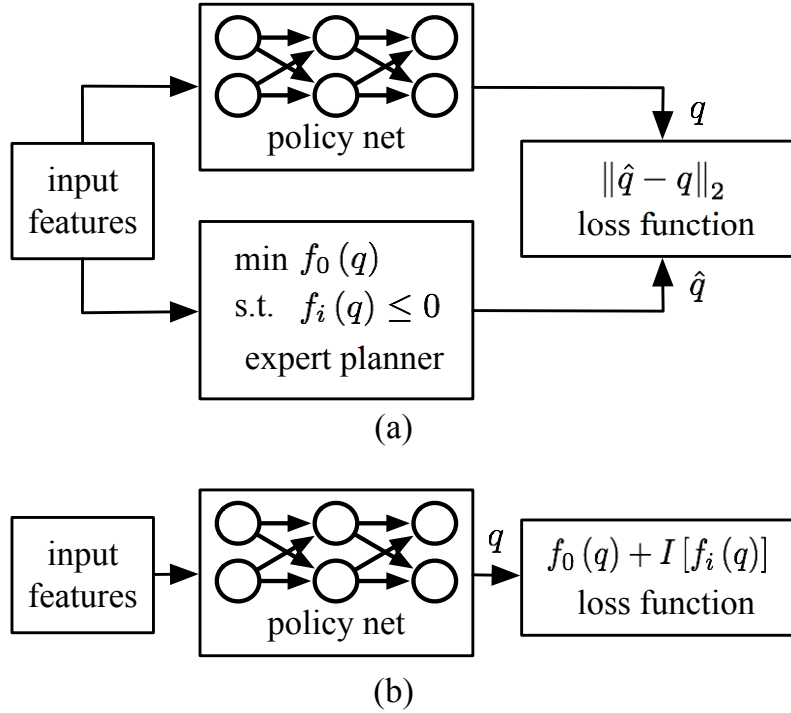 policy net
q
input
features
‖q̂ − q‖₂
loss function
min f₀ (q)
s.t. fᵢ (q) ≤ 0
expert planner
q̂
(a)
input
features
policy net
q
f₀ (q) + I [fᵢ (q)]
loss function
(b)